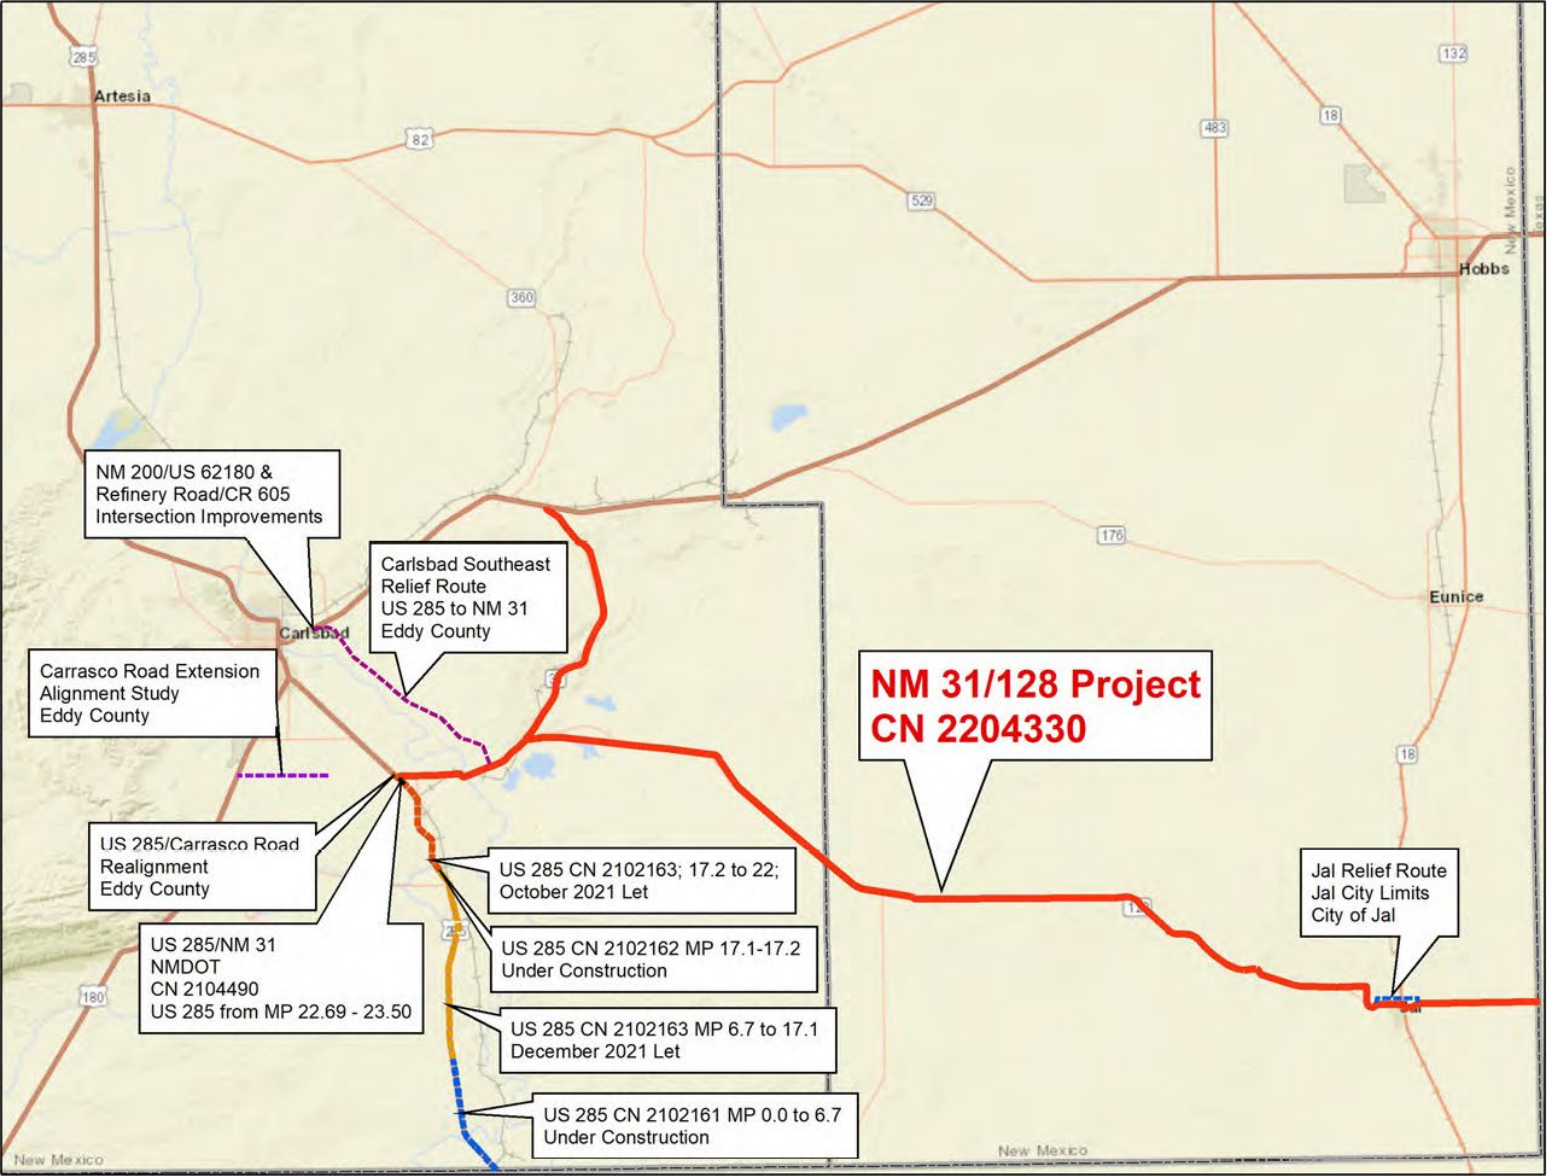 285
Artesia
82
132
18
483
529
New Mexico
Texas
Hobbs
360
NM 200/US 62180 &
Refinery Road/CR 605
Intersection Improvements
Carlsbad Southeast
Relief Route
US 285 to NM 31
Eddy County
176
Eunice
Carlsbad
Carrasco Road Extension
Alignment Study
Eddy County
NM 31/128 Project
CN 2204330
18
US 285/Carrasco Road
Realignment
Eddy County
US 285 CN 2102163; 17.2 to 22;
October 2021 Let
Jal Relief Route
Jal City Limits
City of Jal
US 285/NM 31
NMDOT
CN 2104490
US 285 from MP 22.69 - 23.50
US 285 CN 2102162 MP 17.1-17.2
Under Construction
180
US 285 CN 2102163 MP 6.7 to 17.1
December 2021 Let
US 285 CN 2102161 MP 0.0 to 6.7
Under Construction
New Mexico
New Mexico